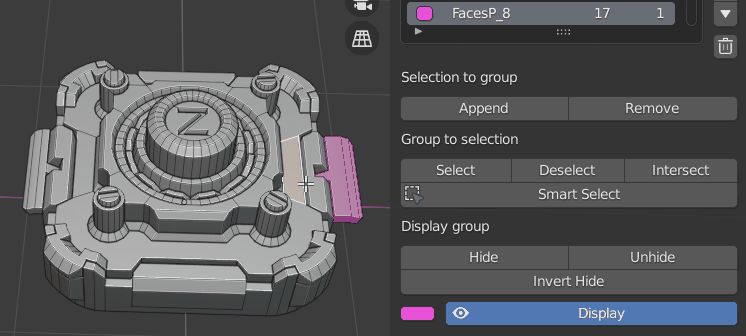 FacesP_8 17 1
Selection to group
Append Remove
Group to selection
Select Deselect Intersect
Smart Select
Display group
Hide Unhide
Invert Hide
Display
Z